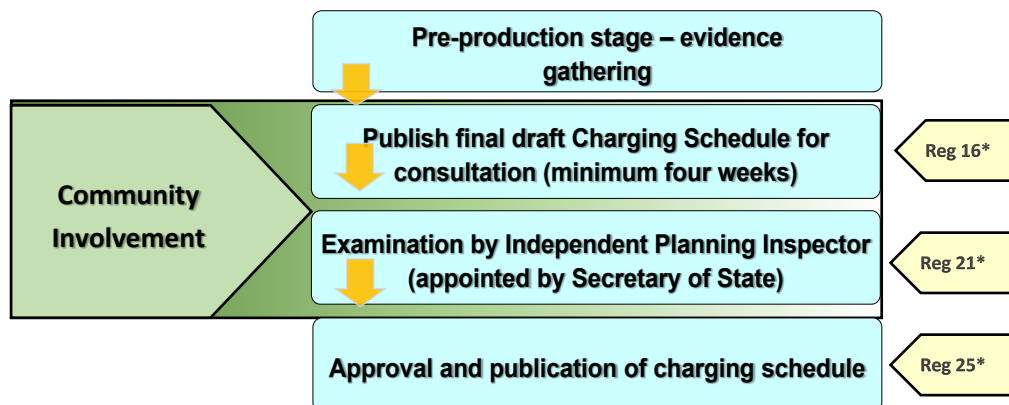 Pre-production stage – evidence
gathering
Publish final draft Charging Schedule for
consultation (minimum four weeks)
Reg 16*
Community
Involvement
Examination by Independent Planning Inspector
(appointed by Secretary of State)
Reg 21*
Approval and publication of charging schedule
Reg 25*